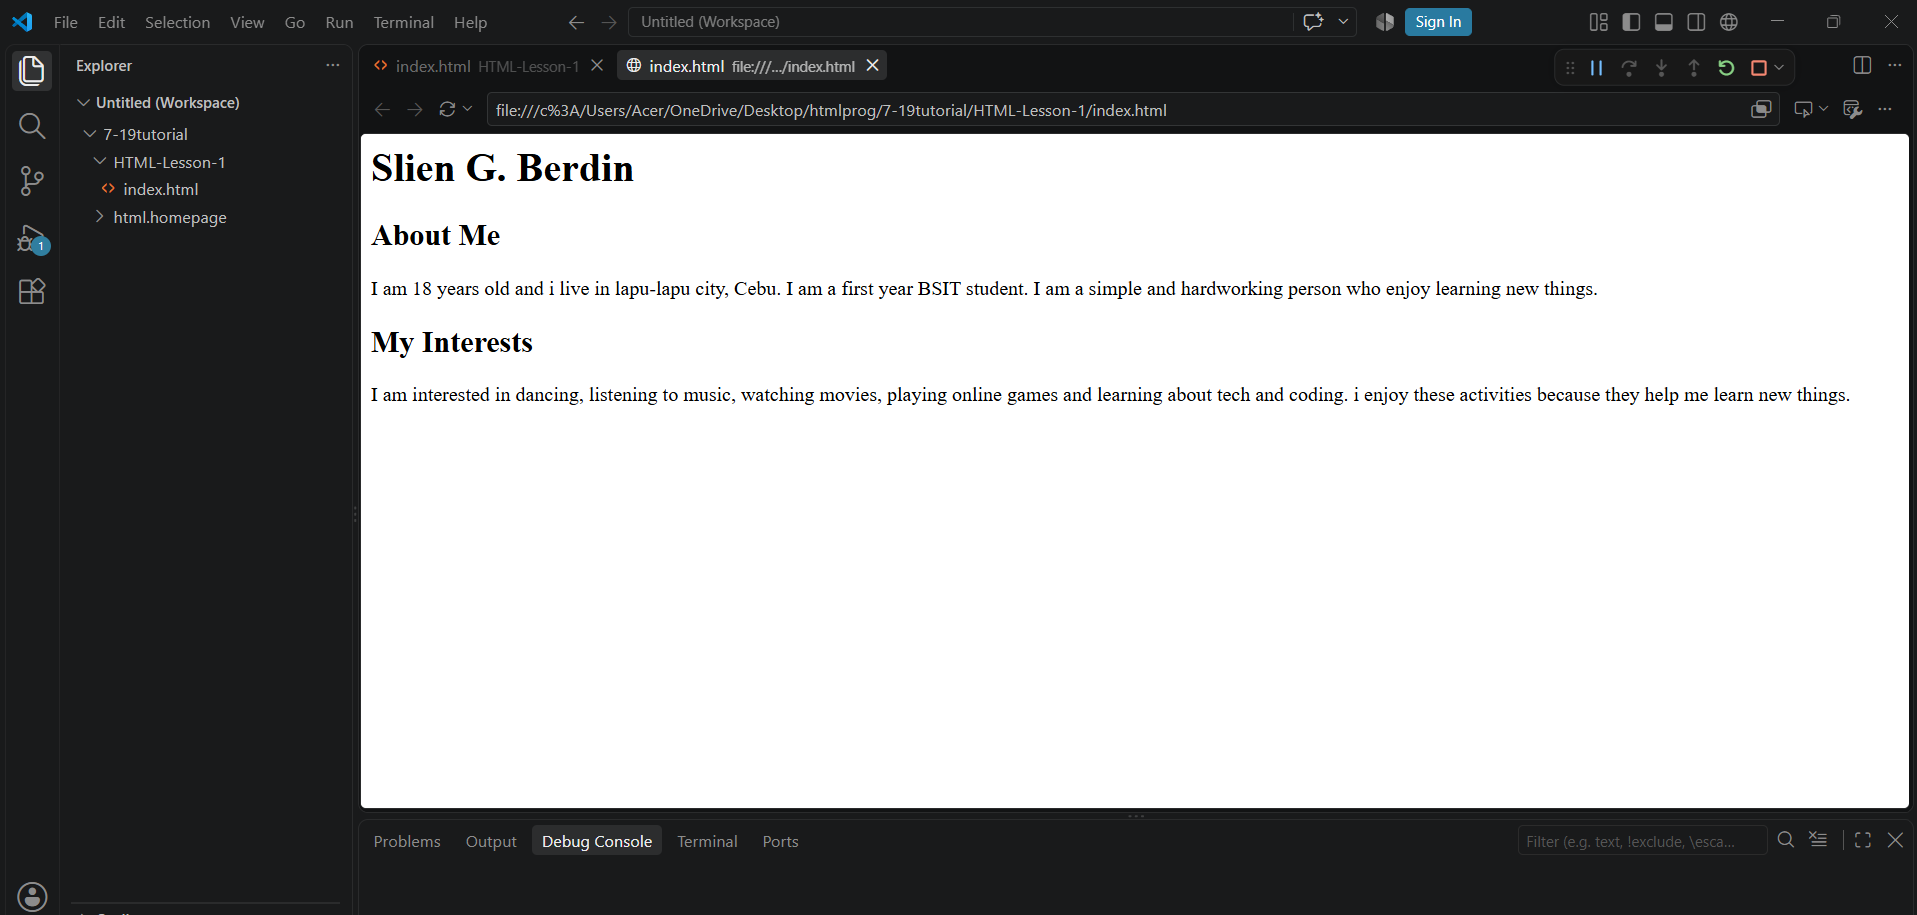 File Edit Selection View Go Run Terminal Help
Untitled (Workspace)
Sign In
Explorer
Untitled (Workspace)
7-19tutorial
HTML-Lesson-1
index.html
html.homepage
1
index.html HTML-Lesson-1
index.html file:///.../index.html
file:///c%3A/Users/Acer/OneDrive/Desktop/htmlprog/7-19tutorial/HTML-Lesson-1/index.html
Slien G. Berdin
About Me
I am 18 years old and i live in lapu-lapu city, Cebu. I am a first year BSIT student. I am a simple and hardworking person who enjoy learning new things.
My Interests
I am interested in dancing, listening to music, watching movies, playing online games and learning about tech and coding. i enjoy these activities because they help me learn new things.
Problems Output Debug Console Terminal Ports
Filter (e.g. text, !exclude, \esca...